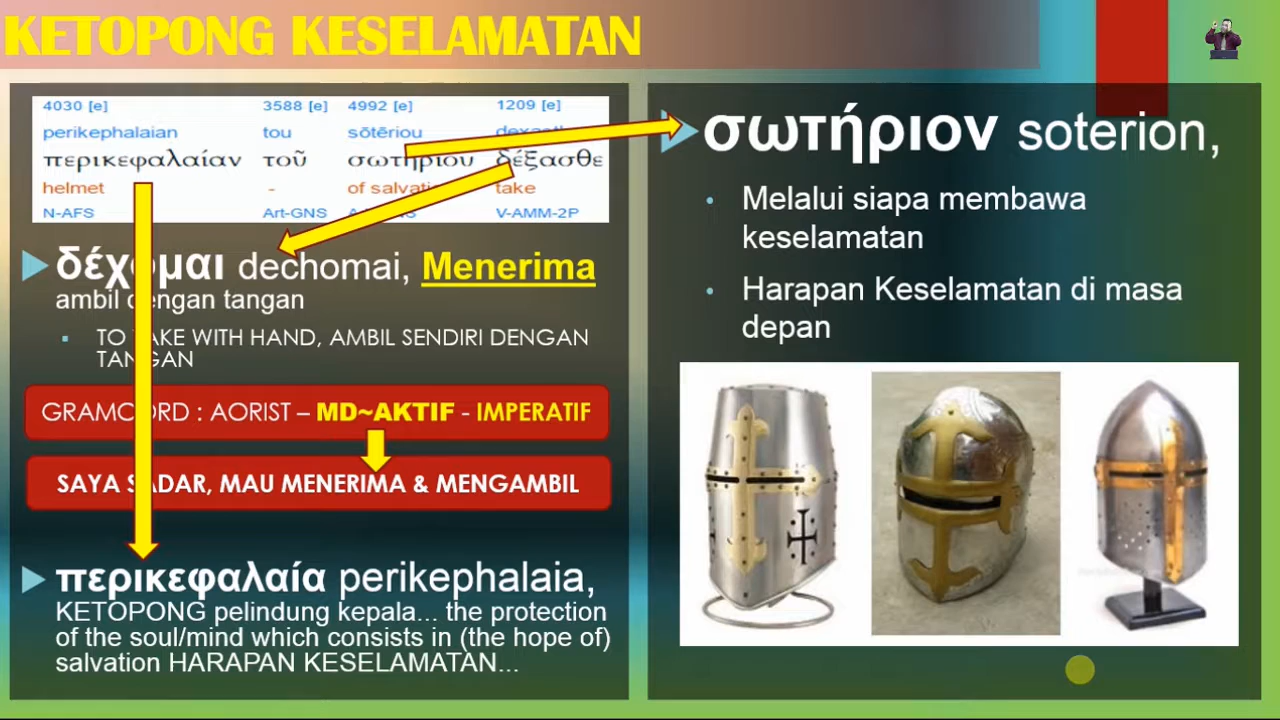 KETOPONG KESELAMATAN
4030 [e] 3588 [e] 4992 [e] 1209 [e]
perikephalaian tou sōtēriou
περικεφαλαίαν τοῦ σωτηρίου δέξασθε
helmet - of take
N-AFS Art-GNS V-AMM-2P
δέχομαι dechomai, Menerima
ambil dengan tangan
TO TAKE WITH HAND, AMBIL SENDIRI DENGAN
TANGAN
GRAMCORD : AORIST – MD~AKTIF - IMPERATIF
SAYA SADAR, MAU MENERIMA & MENGAMBIL
περικεφαλαία perikephalaia,
KETOPONG pelindung kepala... the protection
of the soul/mind which consists in (the hope of)
salvation HARAPAN KESELAMATAN...
σωτήριον soterion,
Melalui siapa membawa
keselamatan
Harapan Keselamatan di masa
depan